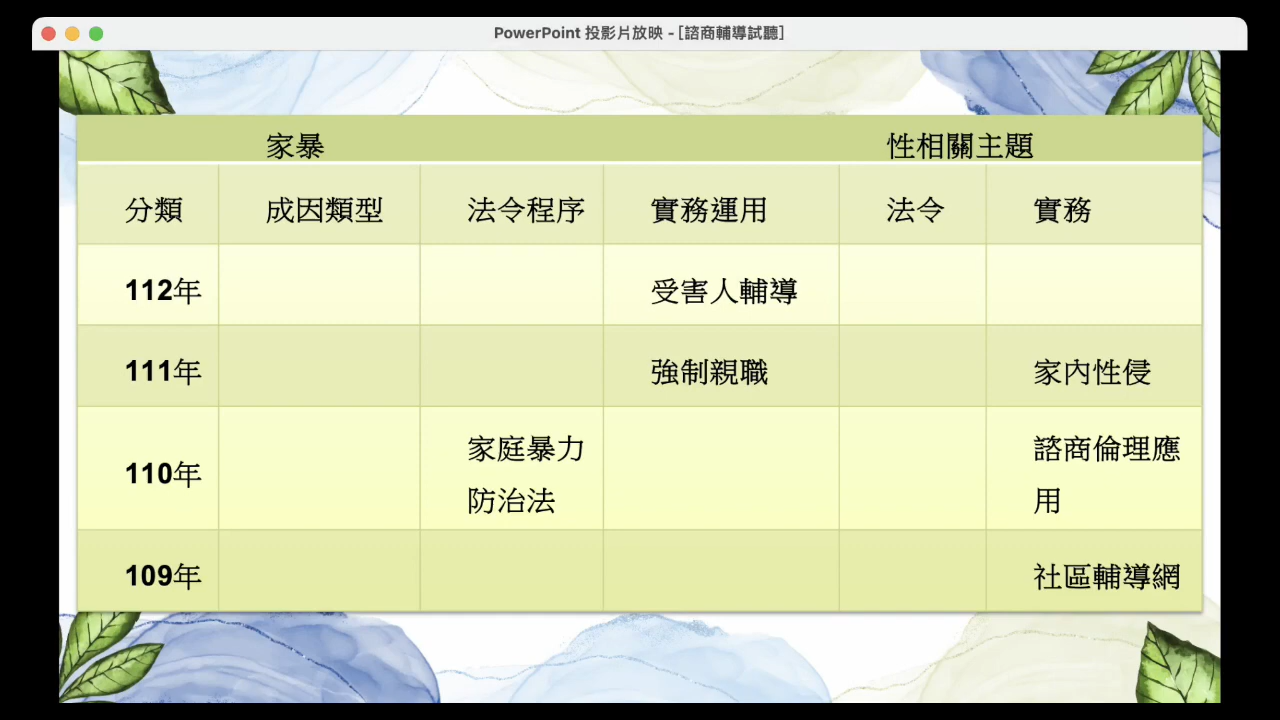 PowerPoint 投影片放映 - [諮商輔導試聽]
家暴 性相關主題
分類 成因類型 法令程序 實務運用 法令 實務
112年 受害人輔導
111年 強制親職 家內性侵
110年 家庭暴力防治法 諮商倫理應用
109年 社區輔導網